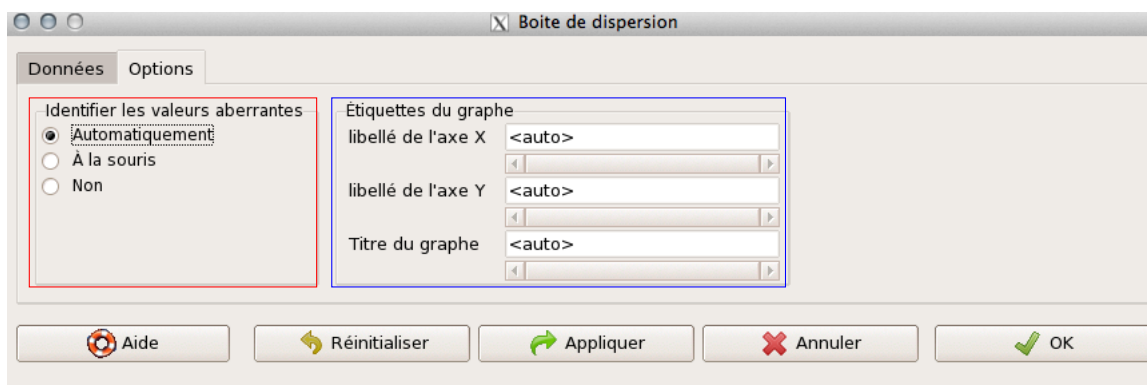 Boite de dispersion
Données Options
Identifier les valeurs aberrantes
Automatiquement
À la souris
Non
Étiquettes du graphe
libellé de l'axe X <auto>
libellé de l'axe Y <auto>
Titre du graphe <auto>
Aide Réinitialiser Appliquer Annuler OK